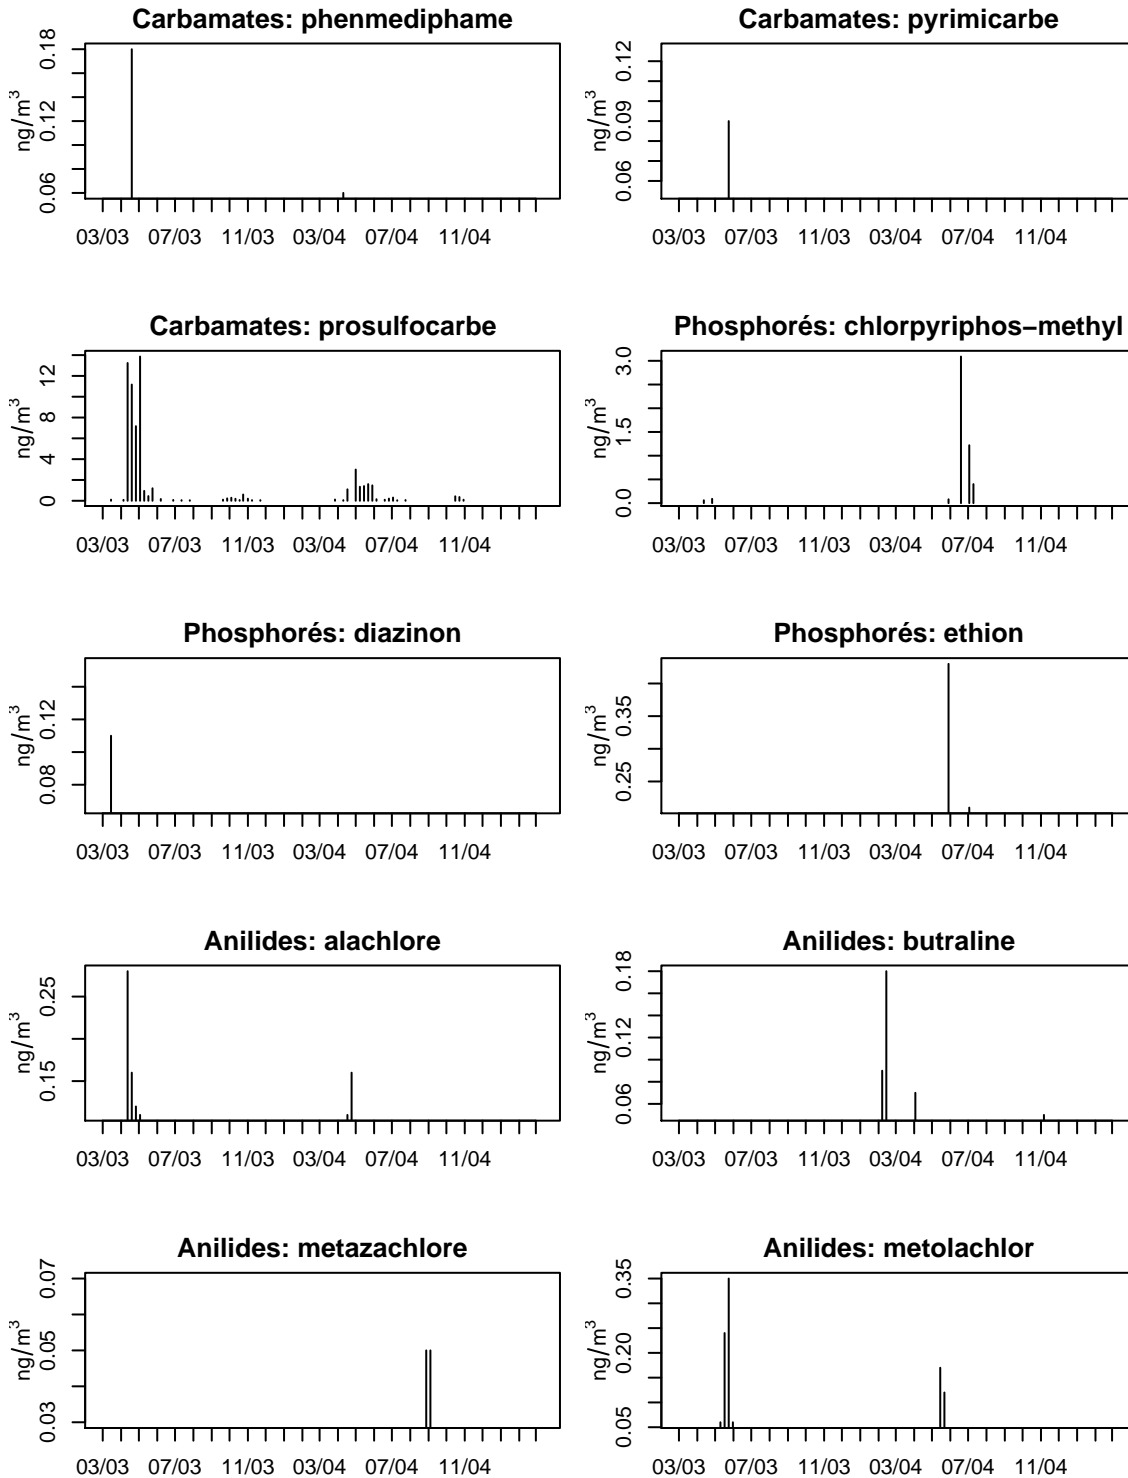 Carbamates: phenmediphame
ng/m³
0.06 0.12 0.18
03/03 07/03 11/03 03/04 07/04 11/04
Carbamates: pyrimicarbe
ng/m³
0.06 0.09 0.12
03/03 07/03 11/03 03/04 07/04 11/04
Carbamates: prosulfocarbe
ng/m³
0 4 8 12
03/03 07/03 11/03 03/04 07/04 11/04
Phosphorés: chlorpyriphos−methyl
ng/m³
0.0 1.5 3.0
03/03 07/03 11/03 03/04 07/04 11/04
Phosphorés: diazinon
ng/m³
0.08 0.12
03/03 07/03 11/03 03/04 07/04 11/04
Phosphorés: ethion
ng/m³
0.25 0.35
03/03 07/03 11/03 03/04 07/04 11/04
Anilides: alachlore
ng/m³
0.15 0.25
03/03 07/03 11/03 03/04 07/04 11/04
Anilides: butraline
ng/m³
0.06 0.12 0.18
03/03 07/03 11/03 03/04 07/04 11/04
Anilides: metazachlore
ng/m³
0.03 0.05 0.07
03/03 07/03 11/03 03/04 07/04 11/04
Anilides: metolachlor
ng/m³
0.05 0.20 0.35
03/03 07/03 11/03 03/04 07/04 11/04